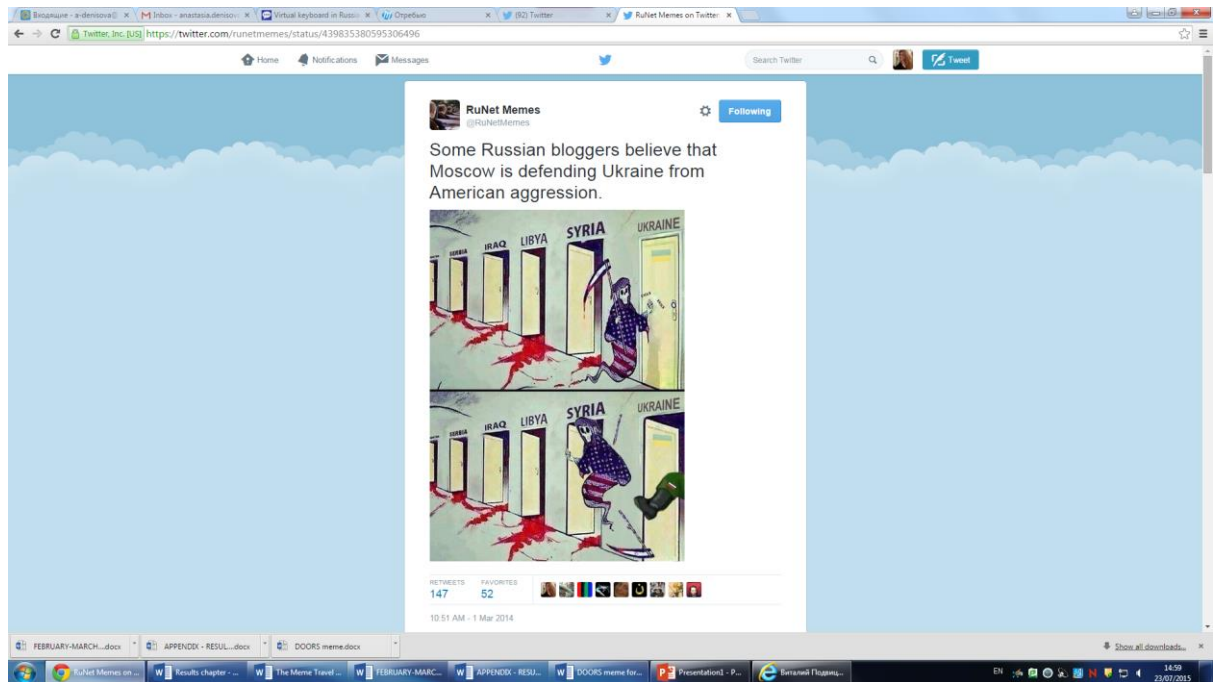 Входящие - a-denisova@
M Inbox - anastasia.denisov
Virtual keyboard in Russia
Отребью
(92) Twitter
RuNet Memes on Twitter
Twitter, Inc. [US] https://twitter.com/runetmemes/status/439835380595306496
Home
Notifications
Messages
Search Twitter
Tweet
RuNet Memes
@RuNetMemes
Following
Some Russian bloggers believe that
Moscow is defending Ukraine from
American aggression.
SERBIA
IRAQ
LIBYA
SYRIA
UKRAINE
SERBIA
IRAQ
LIBYA
SYRIA
UKRAINE
RETWEETS
147
FAVORITES
52
10:51 AM - 1 Mar 2014
FEBRUARY-MARCH....docx
APPENDIX - RESUL...docx
DOORS meme.docx
Show all downloads...
RuNet Memes on ...
Results chapter - ...
The Meme Travel ...
FEBRUARY-MARC...
APPENDIX - RESU...
DOORS meme for...
Presentation1 - P...
Виталий Подвиц...
EN
14:59
23/07/2015